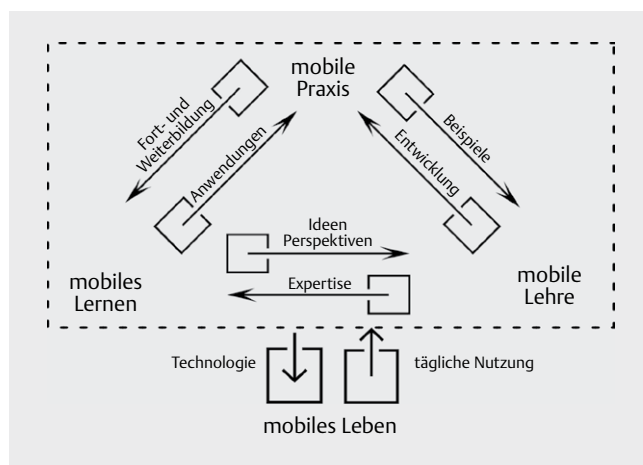 mobile
Praxis
Fort- und
Weiterbildung
Anwendungen
Beispiele
Entwicklung
Ideen
Perspektiven
Expertise
mobiles
Lernen
mobile
Lehre
Technologie
tägliche Nutzung
mobiles Leben